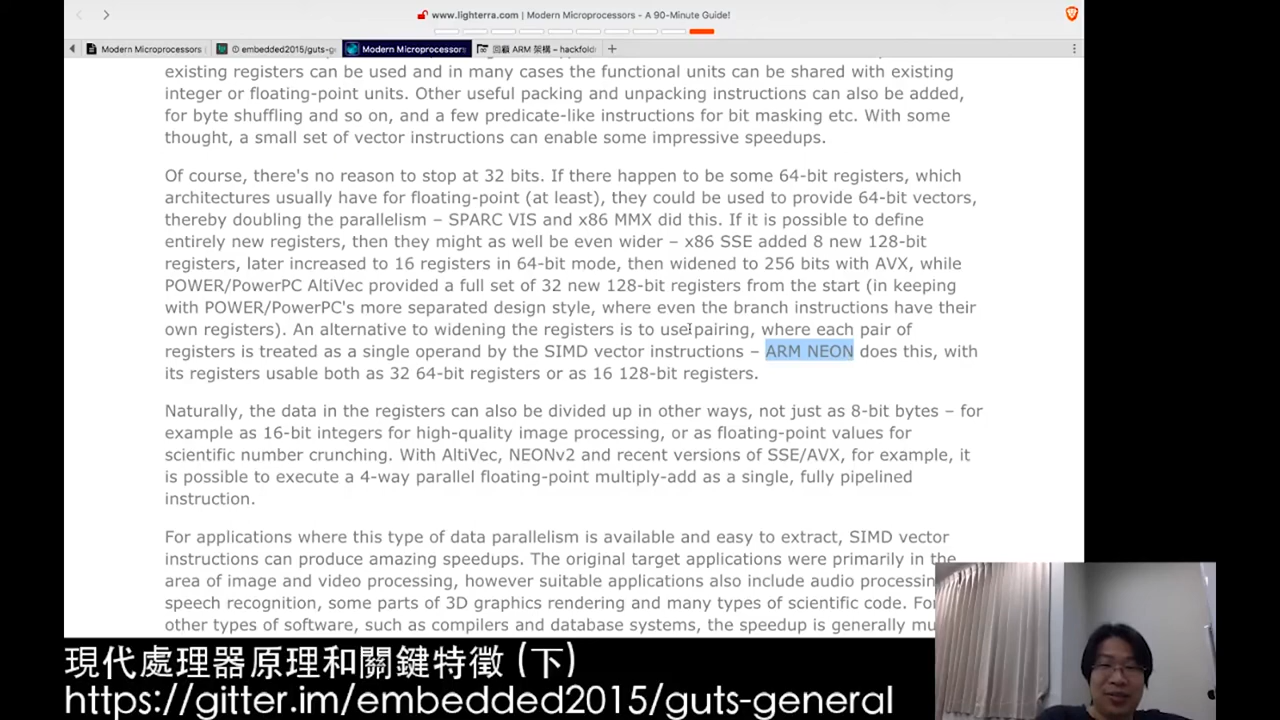 www.lighterra.com | Modern Microprocessors - A 90-Minute Guide!
Modern Microprocessors (
embedded2015/guts-g
Modern Microprocessors
回顧 ARM 架構 – hackfoldr
existing registers can be used and in many cases the functional units can be shared with existing
integer or floating-point units. Other useful packing and unpacking instructions can also be added,
for byte shuffling and so on, and a few predicate-like instructions for bit masking etc. With some
thought, a small set of vector instructions can enable some impressive speedups.
Of course, there's no reason to stop at 32 bits. If there happen to be some 64-bit registers, which
architectures usually have for floating-point (at least), they could be used to provide 64-bit vectors,
thereby doubling the parallelism – SPARC VIS and x86 MMX did this. If it is possible to define
entirely new registers, then they might as well be even wider – x86 SSE added 8 new 128-bit
registers, later increased to 16 registers in 64-bit mode, then widened to 256 bits with AVX, while
POWER/PowerPC AltiVec provided a full set of 32 new 128-bit registers from the start (in keeping
with POWER/PowerPC's more separated design style, where even the branch instructions have their
own registers). An alternative to widening the registers is to use pairing, where each pair of
registers is treated as a single operand by the SIMD vector instructions – ARM NEON does this, with
its registers usable both as 32 64-bit registers or as 16 128-bit registers.
Naturally, the data in the registers can also be divided up in other ways, not just as 8-bit bytes – for
example as 16-bit integers for high-quality image processing, or as floating-point values for
scientific number crunching. With AltiVec, NEONv2 and recent versions of SSE/AVX, for example, it
is possible to execute a 4-way parallel floating-point multiply-add as a single, fully pipelined
instruction.
For applications where this type of data parallelism is available and easy to extract, SIMD vector
instructions can produce amazing speedups. The original target applications were primarily in the
area of image and video processing, however suitable applications also include audio processin
speech recognition, some parts of 3D graphics rendering and many types of scientific code. Fo
other types of software, such as compilers and database systems, the speedup is generally mu
現代處理器原理和關鍵特徵 (下)
https://gitter.im/embedded2015/guts-general